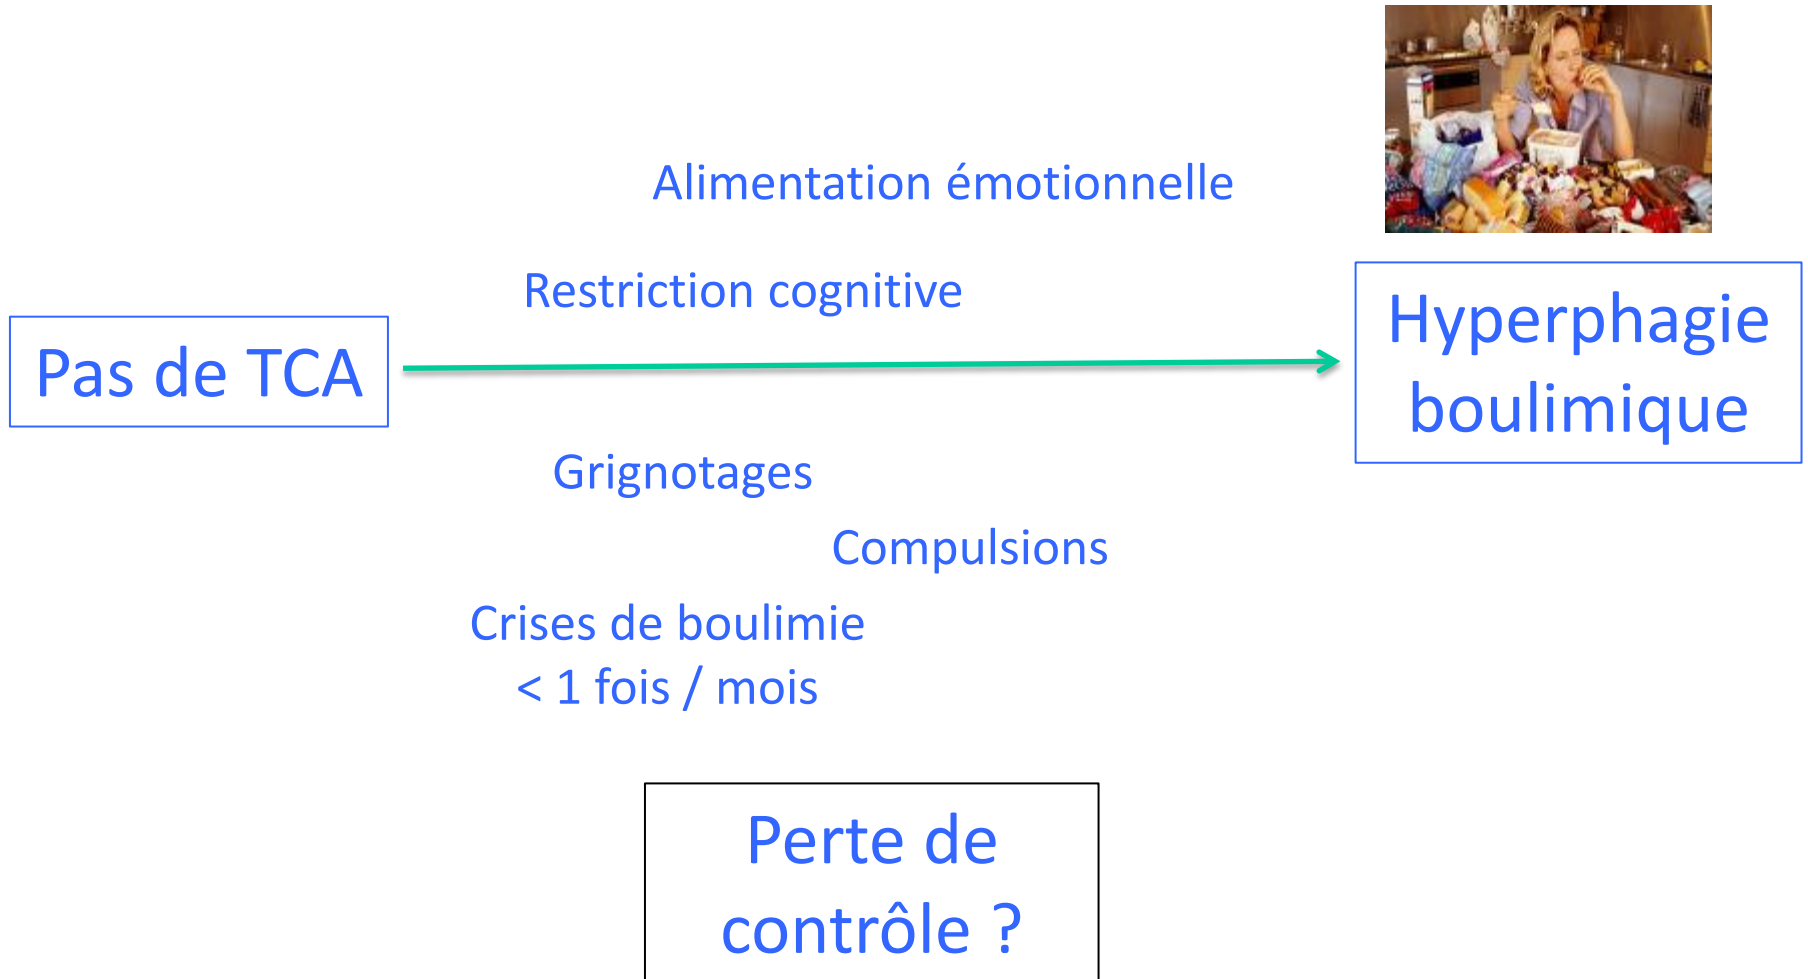 Alimentation émotionnelle
Restriction cognitive
Pas de TCA
Hyperphagie
boulimique
Grignotages
Compulsions
Crises de boulimie
< 1 fois / mois
Perte de
contrôle ?